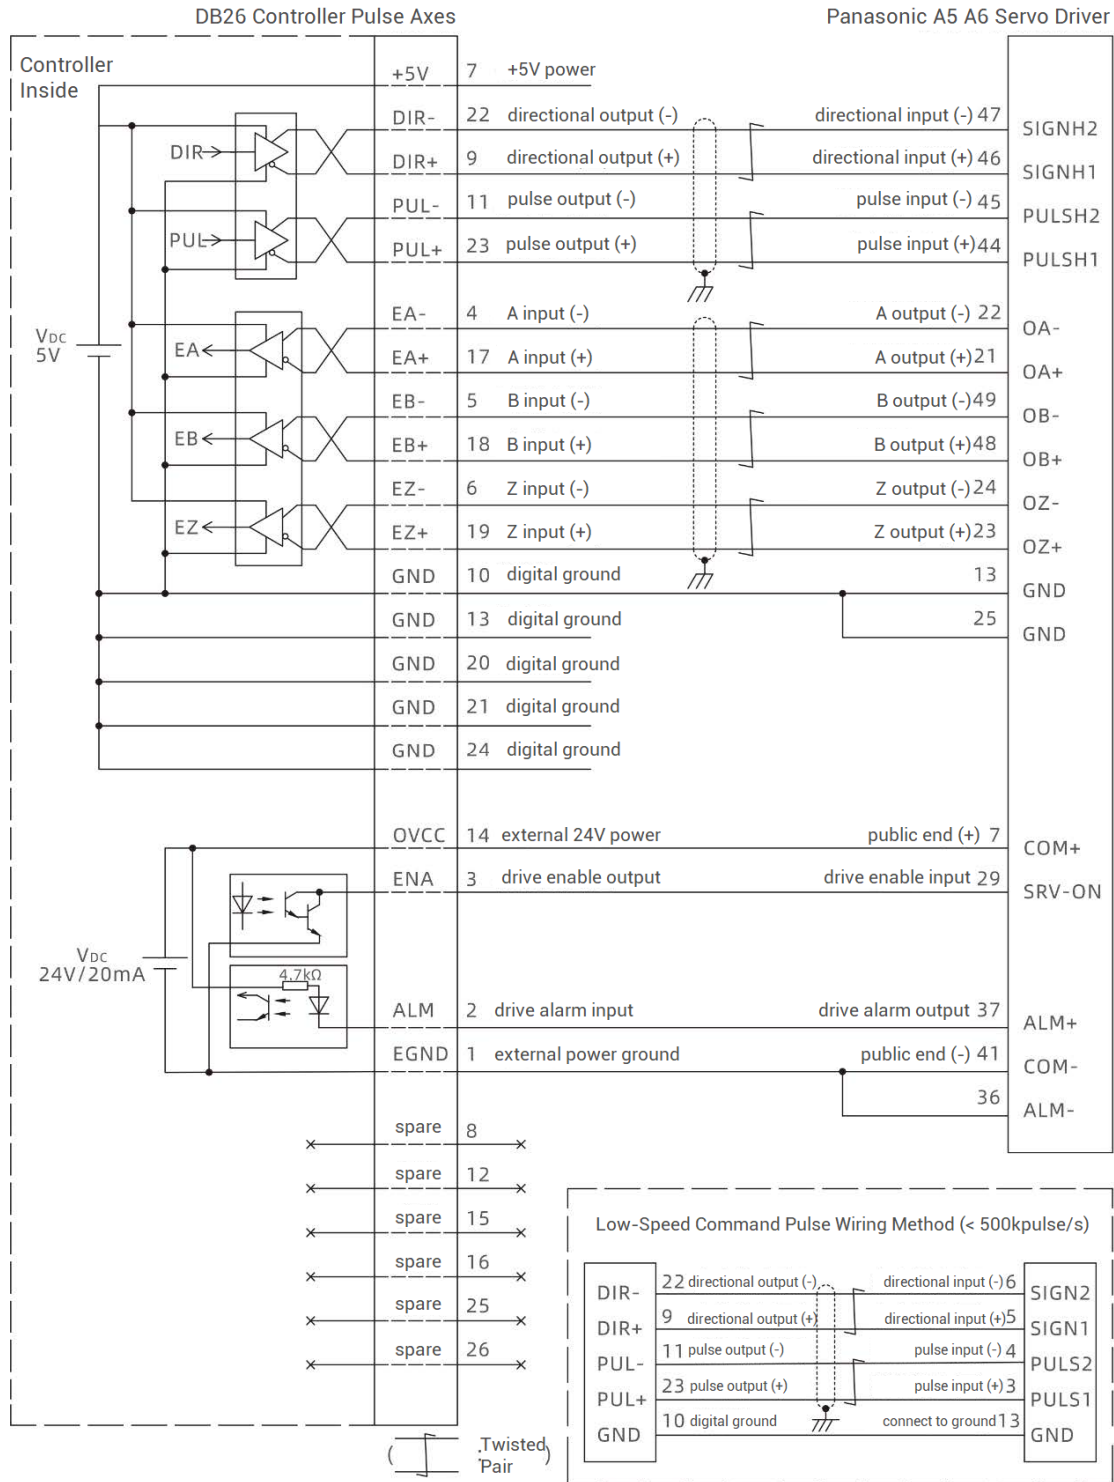 DB26 Controller Pulse Axes
Panasonic A5 A6 Servo Driver
Controller
Inside
+5V 7 +5V power
DIR- 22 directional output (-) directional input (-) 47 SIGNH2
DIR
DIR+ 9 directional output (+) directional input (+) 46 SIGNH1
PUL- 11 pulse output (-) pulse input (-) 45 PULSH2
PUL
PUL+ 23 pulse output (+) pulse input (+) 44 PULSH1
EA- 4 A input (-) A output (-) 22 OA-
VDC
5V
EA
EA+ 17 A input (+) A output (+) 21 OA+
EB- 5 B input (-) B output (-) 49 OB-
EB
EB+ 18 B input (+) B output (+) 48 OB+
EZ- 6 Z input (-) Z output (-) 24 OZ-
EZ
EZ+ 19 Z input (+) Z output (+) 23 OZ+
GND 10 digital ground 13 GND
GND 13 digital ground 25 GND
GND 20 digital ground
GND 21 digital ground
GND 24 digital ground
OVCC 14 external 24V power public end (+) 7 COM+
ENA 3 drive enable output drive enable input 29 SRV-ON
VDC
24V/20mA
4.7kΩ
ALM 2 drive alarm input drive alarm output 37 ALM+
EGND 1 external power ground public end (-) 41 COM-
36 ALM-
spare 8
spare 12
spare 15
spare 16
spare 25
spare 26
Low-Speed Command Pulse Wiring Method (< 500kpulse/s)
DIR- 22 directional output (-) directional input (-) 6 SIGN2
DIR+ 9 directional output (+) directional input (+) 5 SIGN1
PUL- 11 pulse output (-) pulse input (-) 4 PULS2
PUL+ 23 pulse output (+) pulse input (+) 3 PULS1
GND 10 digital ground connect to ground 13 GND
( : Twisted )
Pair